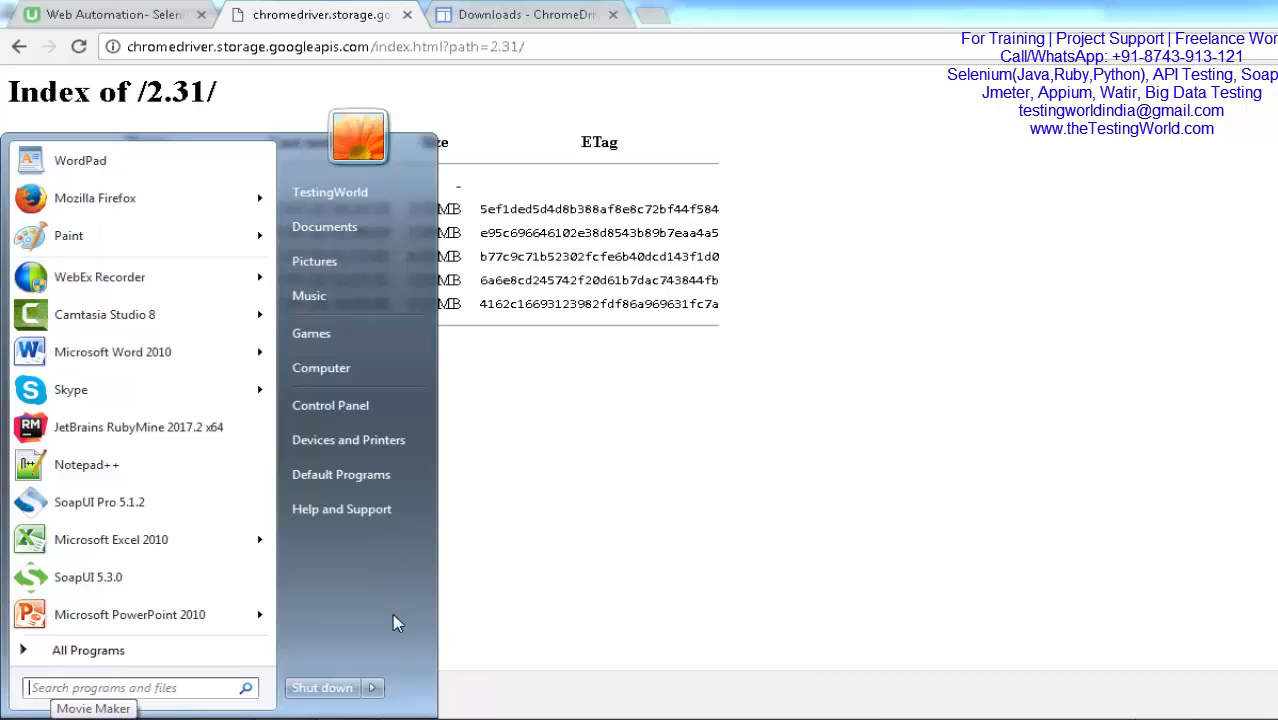 Web Automation- Selen
chromedriver.storage.go
Downloads - ChromeDri
chromedriver.storage.googleapis.com/index.html?path=2.31/
For Training | Project Support | Freelance Wor
Call/WhatsApp: +91-8743-913-121
Selenium(Java,Ruby,Python), API Testing, Soap
Jmeter, Appium, Watir, Big Data Testing
testingworldindia@gmail.com
www.theTestingWorld.com
Index of /2.31/
ETag
-
MB 5ef1ded5d4d8b388af8e8c72bf44f584
MB e95c696646102e38d8543b89b7eaa4a5
MB b77c9c71b52302fcfe6b40dcd143f1d0
MB 6a6e8cd245742f20d61b7dac743844fb
MB 4162c16693123982fdf86a969631fc7a
WordPad
Mozilla Firefox
Paint
WebEx Recorder
Camtasia Studio 8
Microsoft Word 2010
Skype
JetBrains RubyMine 2017.2 x64
Notepad++
SoapUI Pro 5.1.2
Microsoft Excel 2010
SoapUI 5.3.0
Microsoft PowerPoint 2010
All Programs
Search programs and files
Movie Maker
TestingWorld
Documents
Pictures
Music
Games
Computer
Control Panel
Devices and Printers
Default Programs
Help and Support
Shut down